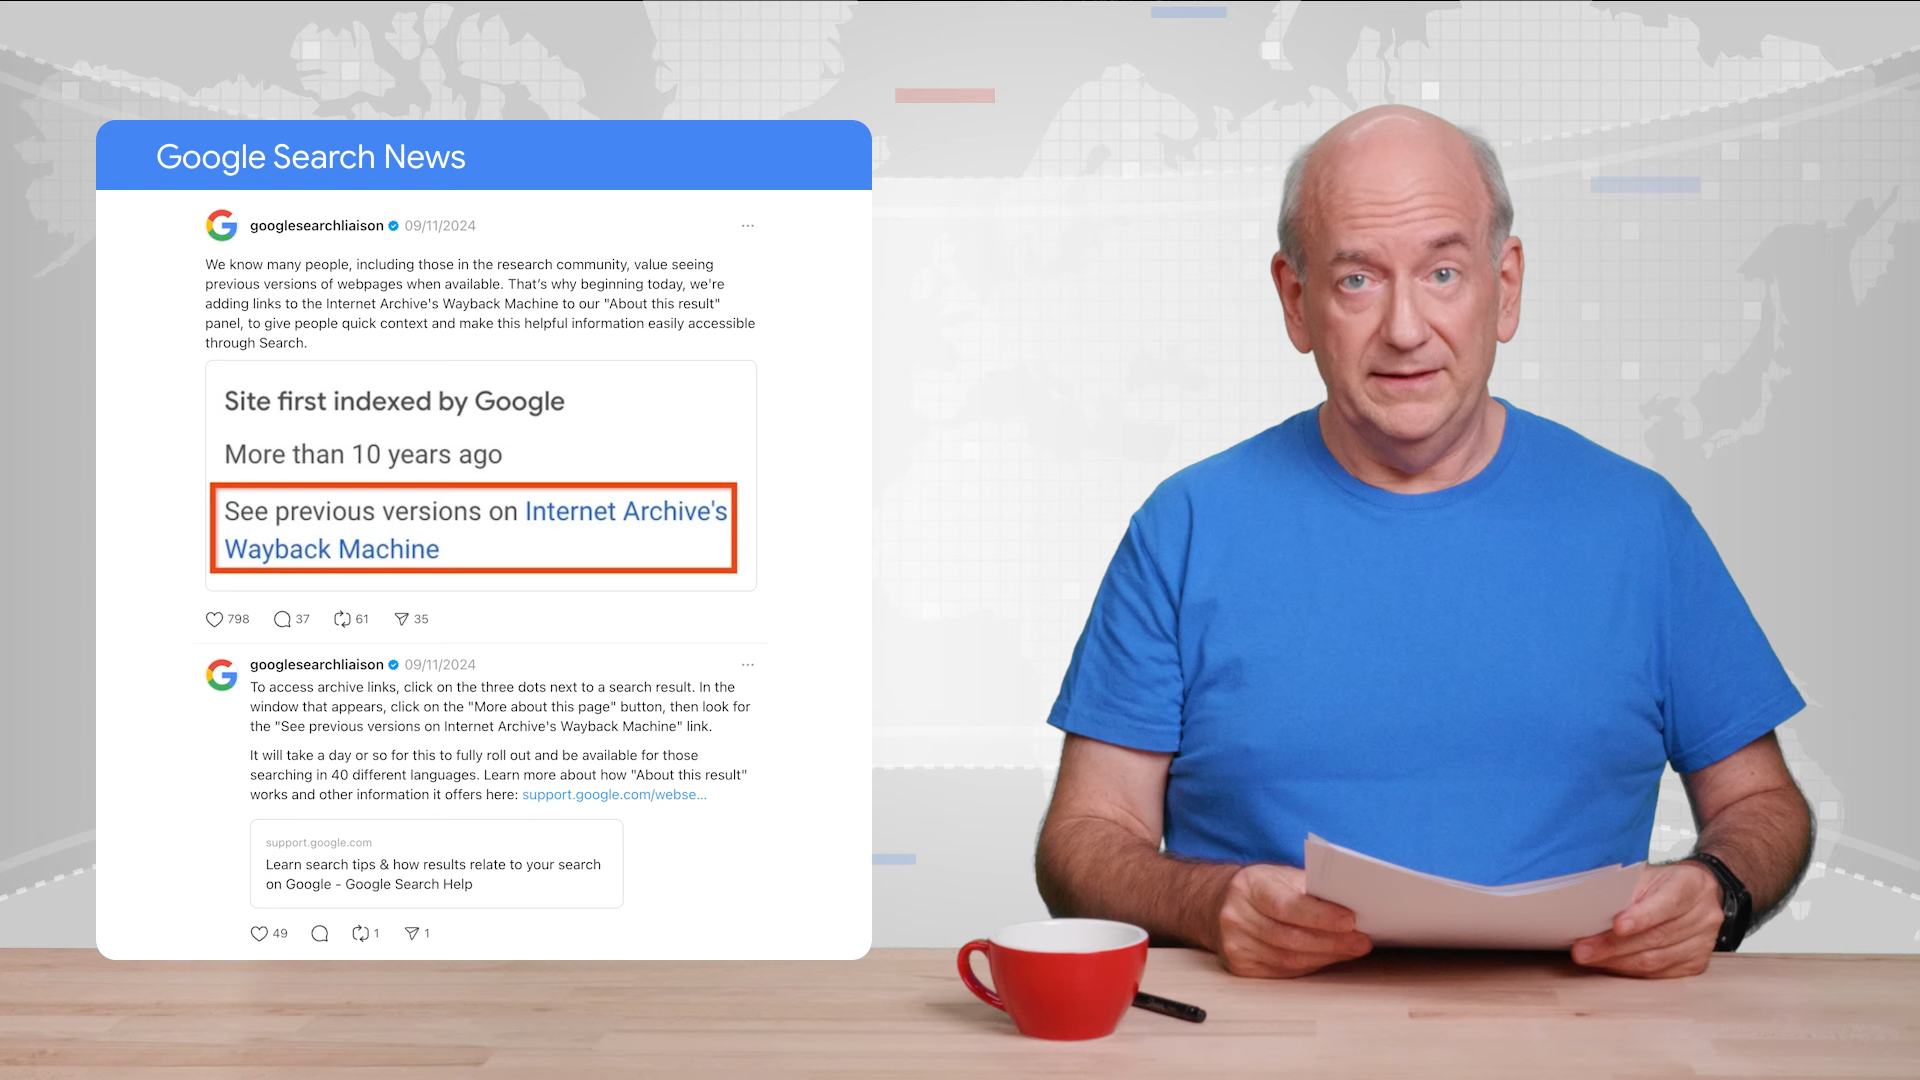 Google Search News
googlesearchliaison 09/11/2024
We know many people, including those in the research community, value seeing
previous versions of webpages when available. That's why beginning today, we're
adding links to the Internet Archive's Wayback Machine to our "About this result"
panel, to give people quick context and make this helpful information easily accessible
through Search.
Site first indexed by Google
More than 10 years ago
See previous versions on Internet Archive's
Wayback Machine
798 37 61 35
googlesearchliaison 09/11/2024
To access archive links, click on the three dots next to a search result. In the
window that appears, click on the "More about this page" button, then look for
the "See previous versions on Internet Archive's Wayback Machine" link.
It will take a day or so for this to fully roll out and be available for those
searching in 40 different languages. Learn more about how "About this result"
works and other information it offers here: support.google.com/webse...
support.google.com
Learn search tips & how results relate to your search
on Google - Google Search Help
49 1 1